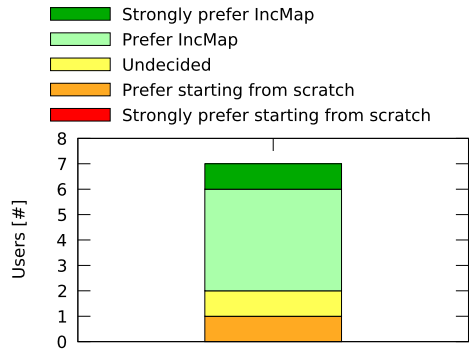 Strongly prefer IncMap
Prefer IncMap
Undecided
Prefer starting from scratch
Strongly prefer starting from scratch
8
7
6
5
4
3
2
1
0
Users [#]